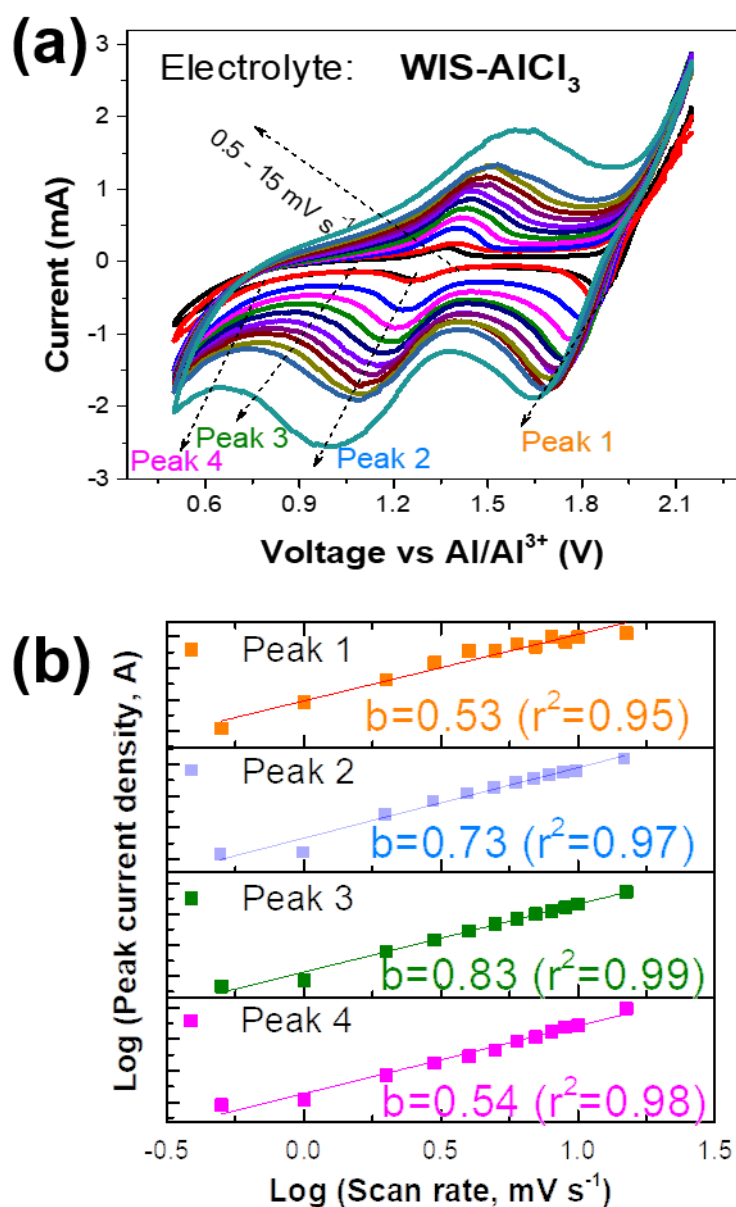 (a)
Electrolyte: WIS-AlCl₃
0.5 - 15 mV s⁻¹
Peak 1
Peak 2
Peak 3
Peak 4
3
2
1
0
-1
-2
-3
Current (mA)
0.6 0.9 1.2 1.5 1.8 2.1
Voltage vs Al/Al³⁺ (V)
(b)
Peak 1
b=0.53 (r²=0.95)
Peak 2
b=0.73 (r²=0.97)
Peak 3
b=0.83 (r²=0.99)
Peak 4
b=0.54 (r²=0.98)
Log (Peak current density, A)
-0.5 0.0 0.5 1.0 1.5
Log (Scan rate, mV s⁻¹)